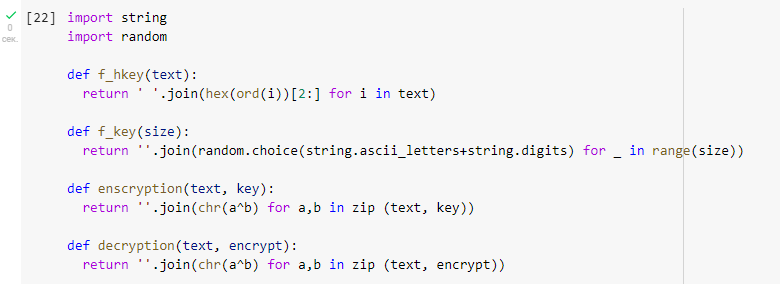 [22] import string
0
сек.
import random
def f_hkey(text):
return ' '.join(hex(ord(i))[2:] for i in text)
def f_key(size):
return ''.join(random.choice(string.ascii_letters+string.digits) for _ in range(size))
def enscryption(text, key):
return ''.join(chr(a^b) for a,b in zip (text, key))
def decryption(text, encrypt):
return ''.join(chr(a^b) for a,b in zip (text, encrypt))